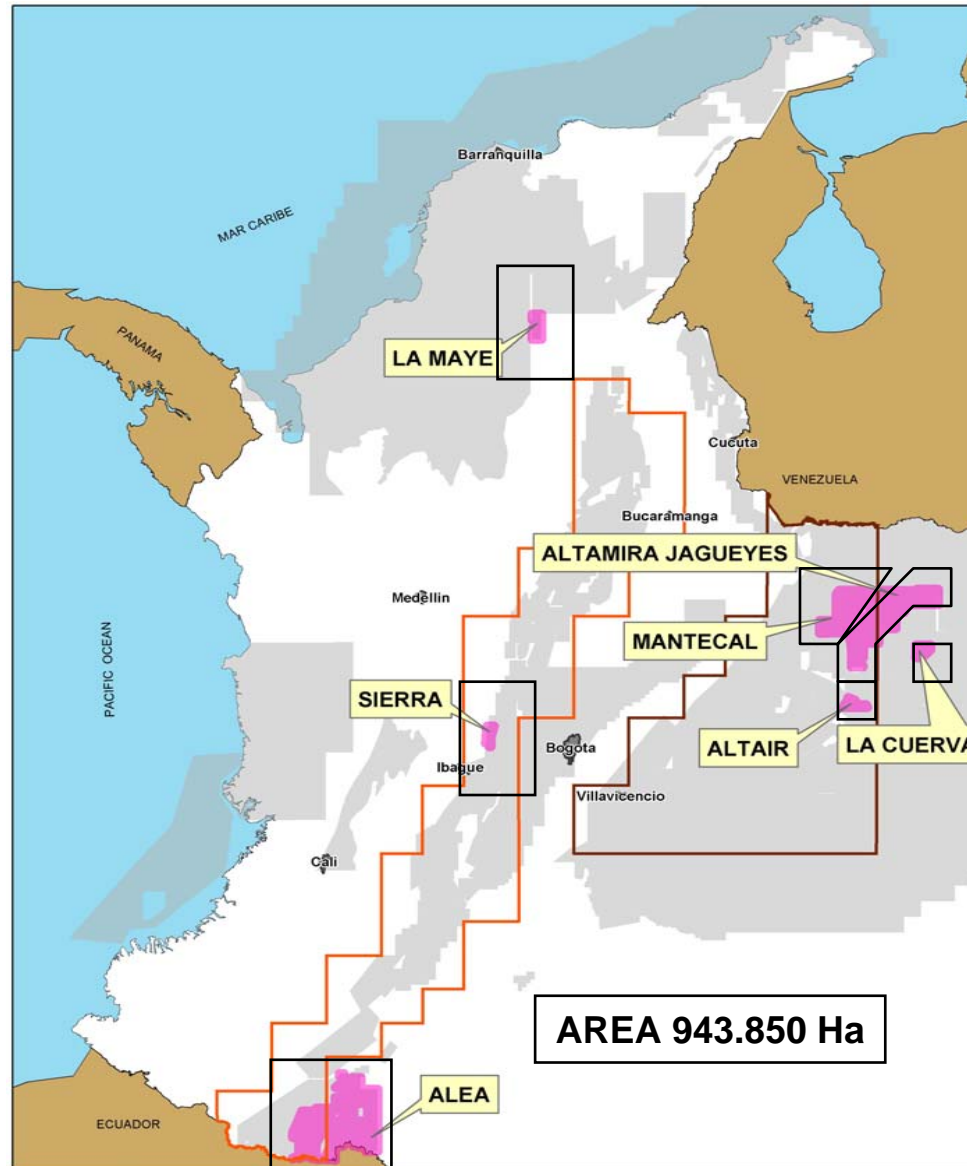 Barranquilla
MAR CARIBE
PANAMA
LA MAYE
Cucuta
VENEZUELA
Bucaramanga
ALTAMIRA JAGUEYES
Medellin
MANTECAL
PACIFIC OCEAN
SIERRA
Bogota
ALTAIR
LA CUERVA
Ibague
Villavicencio
Cali
AREA 943.850 Ha
ALEA
ECUADOR